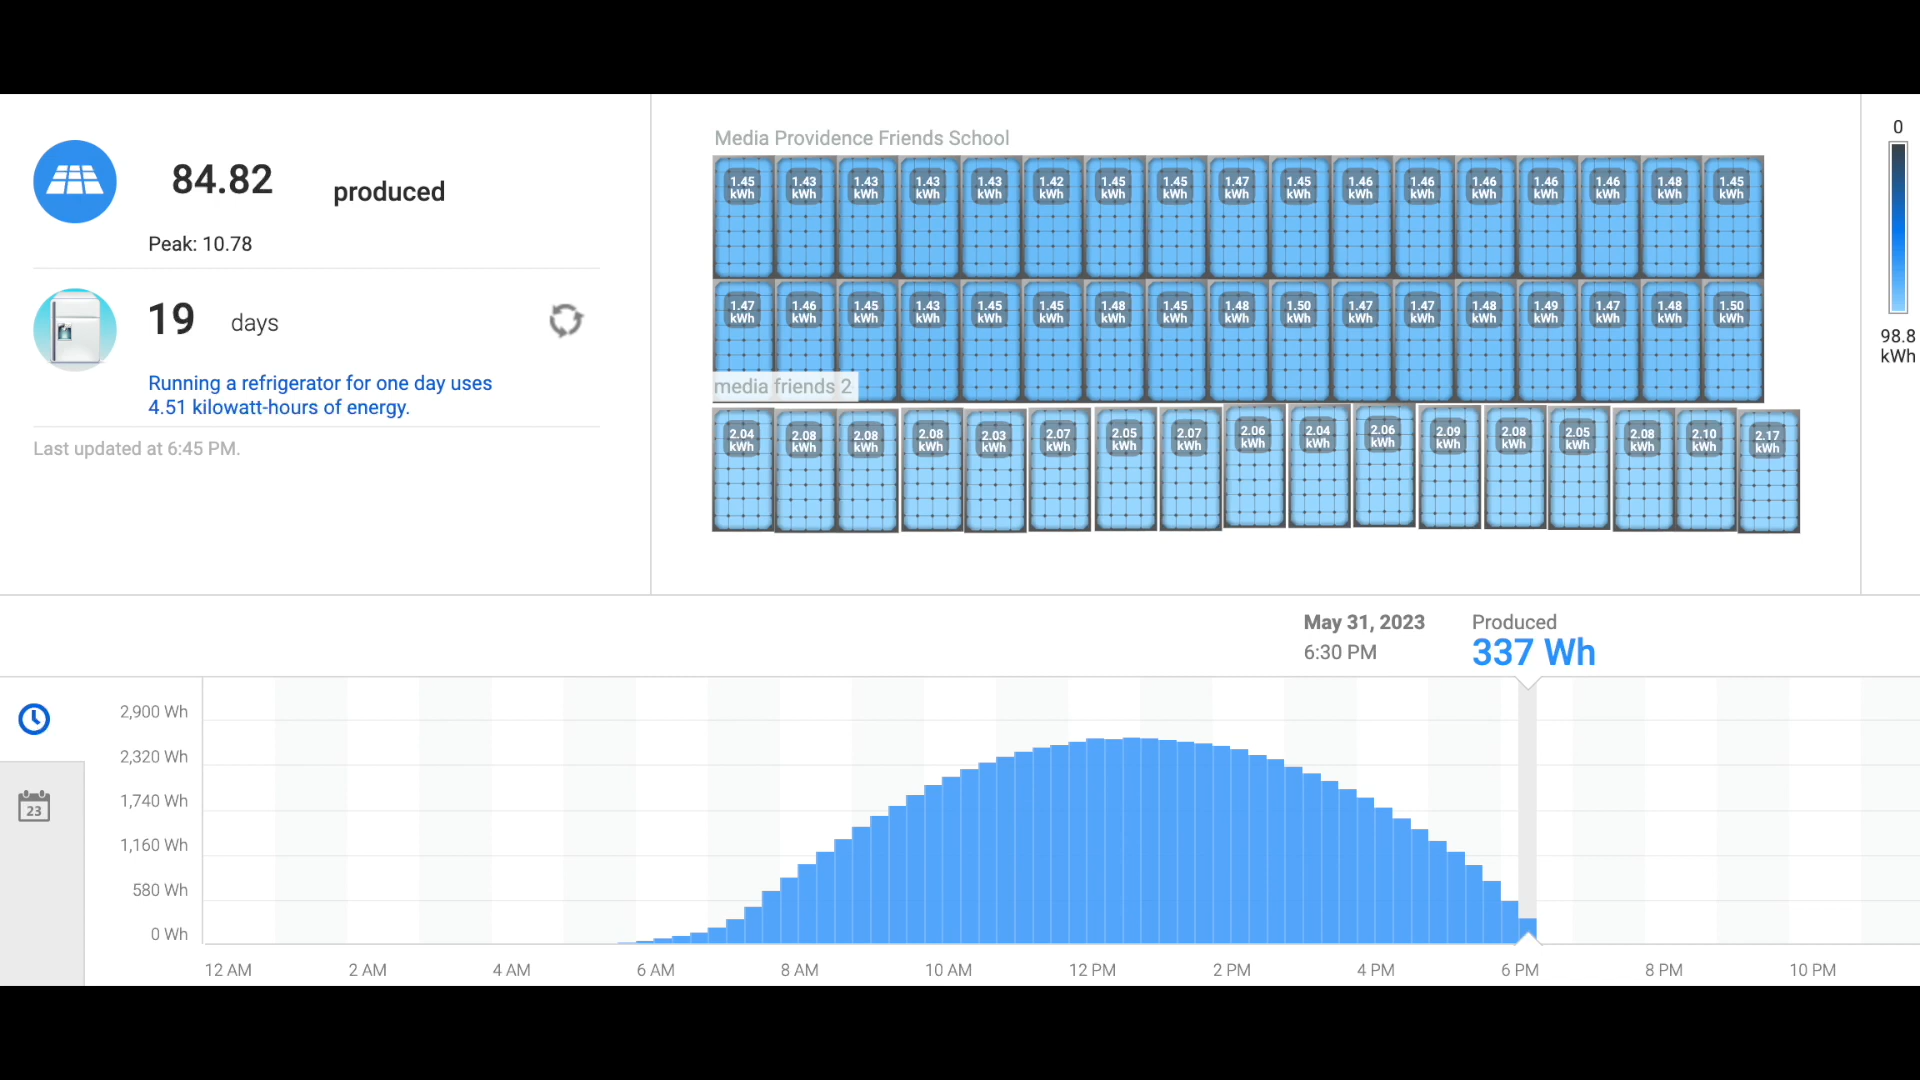 84.82
produced
Peak: 10.78
19 days
Running a refrigerator for one day uses
4.51 kilowatt-hours of energy.
Last updated at 6:45 PM.
Media Providence Friends School
1.45 1.43 1.43 1.43 1.43 1.42 1.45 1.45 1.47 1.45 1.46 1.46 1.46 1.46 1.46 1.48 1.45
kWh kWh kWh kWh kWh kWh kWh kWh kWh kWh kWh kWh kWh kWh kWh kWh kWh
1.47 1.46 1.45 1.43 1.45 1.45 1.48 1.45 1.48 1.50 1.47 1.47 1.48 1.49 1.47 1.48 1.50
kWh kWh kWh kWh kWh kWh kWh kWh kWh kWh kWh kWh kWh kWh kWh kWh kWh
media friends 2
2.04 2.08 2.08 2.08 2.03 2.07 2.05 2.07 2.06 2.04 2.06 2.09 2.08 2.05 2.08 2.10 2.17
kWh kWh kWh kWh kWh kWh kWh kWh kWh kWh kWh kWh kWh kWh kWh kWh kWh
0
98.8
kWh
May 31, 2023
6:30 PM
Produced
337 Wh
23
2,900 Wh
2,320 Wh
1,740 Wh
1,160 Wh
580 Wh
0 Wh
12 AM 2 AM 4 AM 6 AM 8 AM 10 AM 12 PM 2 PM 4 PM 6 PM 8 PM 10 PM